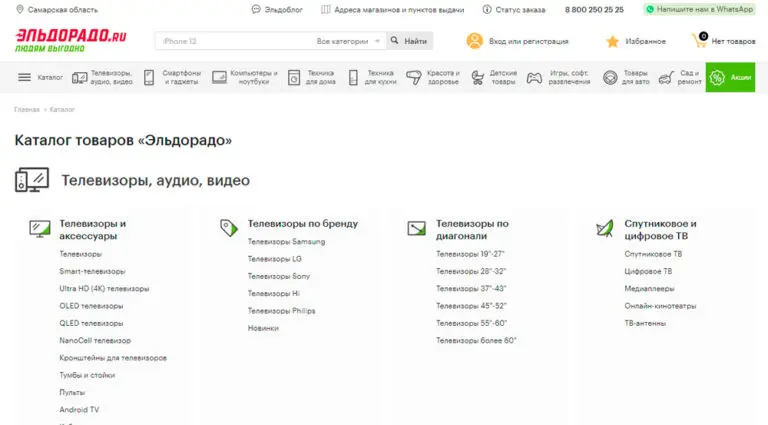 Самарская область
Эльдоблог
Адреса магазинов и пунктов выдачи
Статус заказа
8 800 250 25 25
Напишите нам в WhatsApp
ЭЛЬДОРАДО.RU
ЛЮДЯМ ВЫГОДНО
iPhone 13
Все категории
Найти
Вход или регистрация
Избранное
0
Нет товаров
Каталог
Телевизоры, аудио, видео
Смартфоны и гаджеты
Компьютеры и ноутбуки
Техника для дома
Техника для кухни
Красота и здоровье
Детские товары
Игры, софт, развлечения
Товары для авто
Сад и ремонт
Акции
Главная
Каталог
Каталог товаров «Эльдорадо»
Телевизоры, аудио, видео
Телевизоры и
аксессуары
Телевизоры
Smart-телевизоры
Ultra HD (4K) телевизоры
OLED телевизоры
QLED телевизоры
NanoCell телевизор
Кронштейны для телевизоров
Тумбы и стойки
Пульты
Android TV
Телевизоры по бренду
Телевизоры Samsung
Телевизоры LG
Телевизоры Sony
Телевизоры Hi
Телевизоры Philips
Новинки
Телевизоры по
диагонали
Телевизоры 19"-27"
Телевизоры 28"-32"
Телевизоры 37"-43"
Телевизоры 45"-52"
Телевизоры 55"-60"
Телевизоры более 60"
Спутниковое и
цифровое ТВ
Спутниковое ТВ
Цифровое ТВ
Медиаплееры
Онлайн-кинотеатры
ТВ-антенны